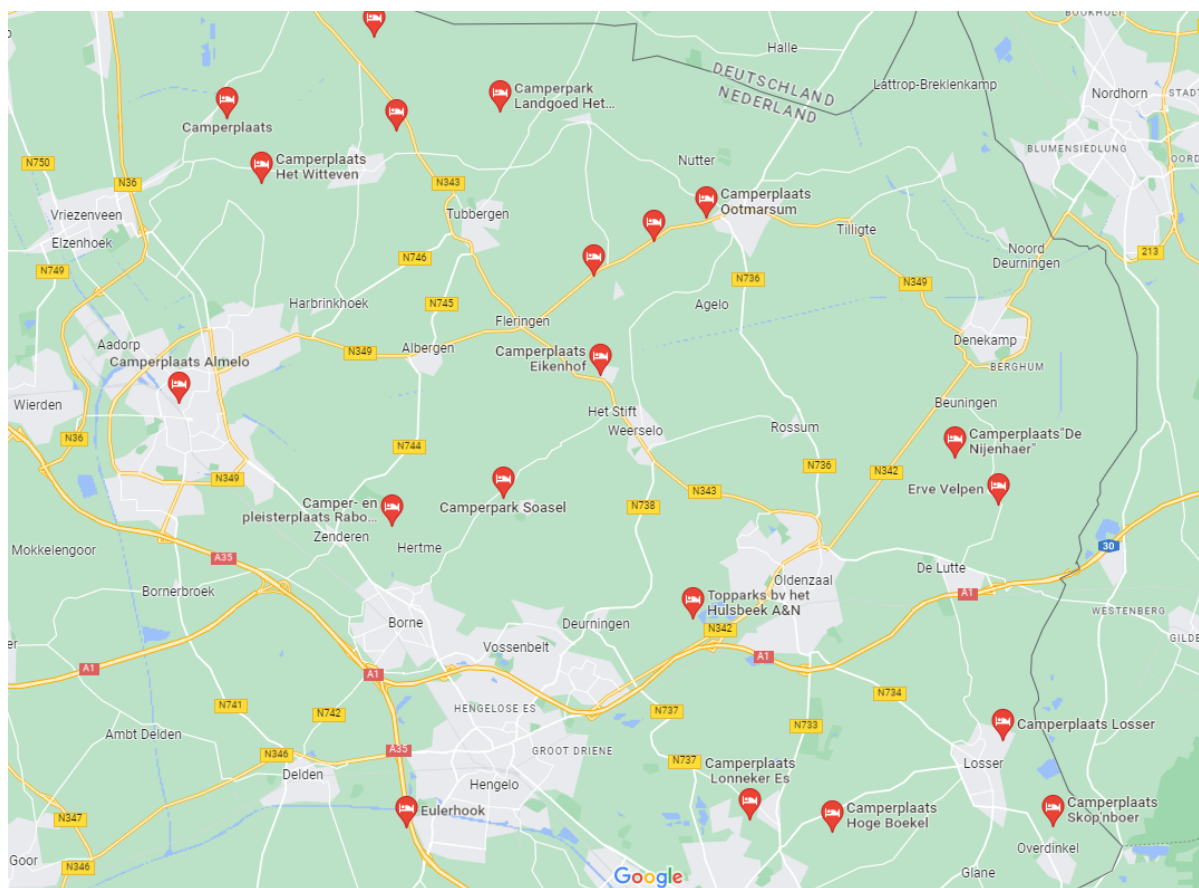 BOOKHOLT
Halle
DEUTSCHLAND
NEDERLAND
Lattrop-Breklenkamp
Nordhorn
STAD
Camperplaats
Camperpark
Landgoed Het...
N750
N36
Camperplaats
Het Witteven
N343
Nutter
BLUMENSIEDLUNG
Vriezenveen
Elzenhoek
Tubbergen
Camperplaats
Ootmarsum
Tilligte
Noord
Deurningen
213
N749
N746
N736
N349
Harbrinkhoek
N745
Agelo
Fleringen
Aadorp
Camperplaats Almelo
N349
Albergen
Camperplaats
Eikenhof
Denekamp
BERGHUM
Wierden
Het Stift
Weerselo
Beuningen
Rossum
N36
N744
N736
N342
Camperplaats"De
Nijenhaer"
N349
N343
Erve Velpen
Camper- en
pleisterplaats Rabo...
Camperpark Soasel
N738
Zenderen
Hertme
Mokkelengoor
A35
30
Bornerbroek
Oldenzaal
De Lutte
A1
Topparks bv het
Hulsbeek A&N
WESTENBERG
Borne
Deurningen
N342
GILDE
Vossenbelt
A1
A1
A1
HENGELOSE ES
N734
N741
N742
N737
N733
Camperplaats Losser
Ambt Delden
N346
A35
GROOT DRIENE
N737
Camperplaats
Lonneker Es
Losser
Delden
Hengelo
Eulerhook
Camperplaats
Hoge Boekel
Camperplaats
Skop'nboer
N347
Overdinkel
Goor
N346
Google
Glane